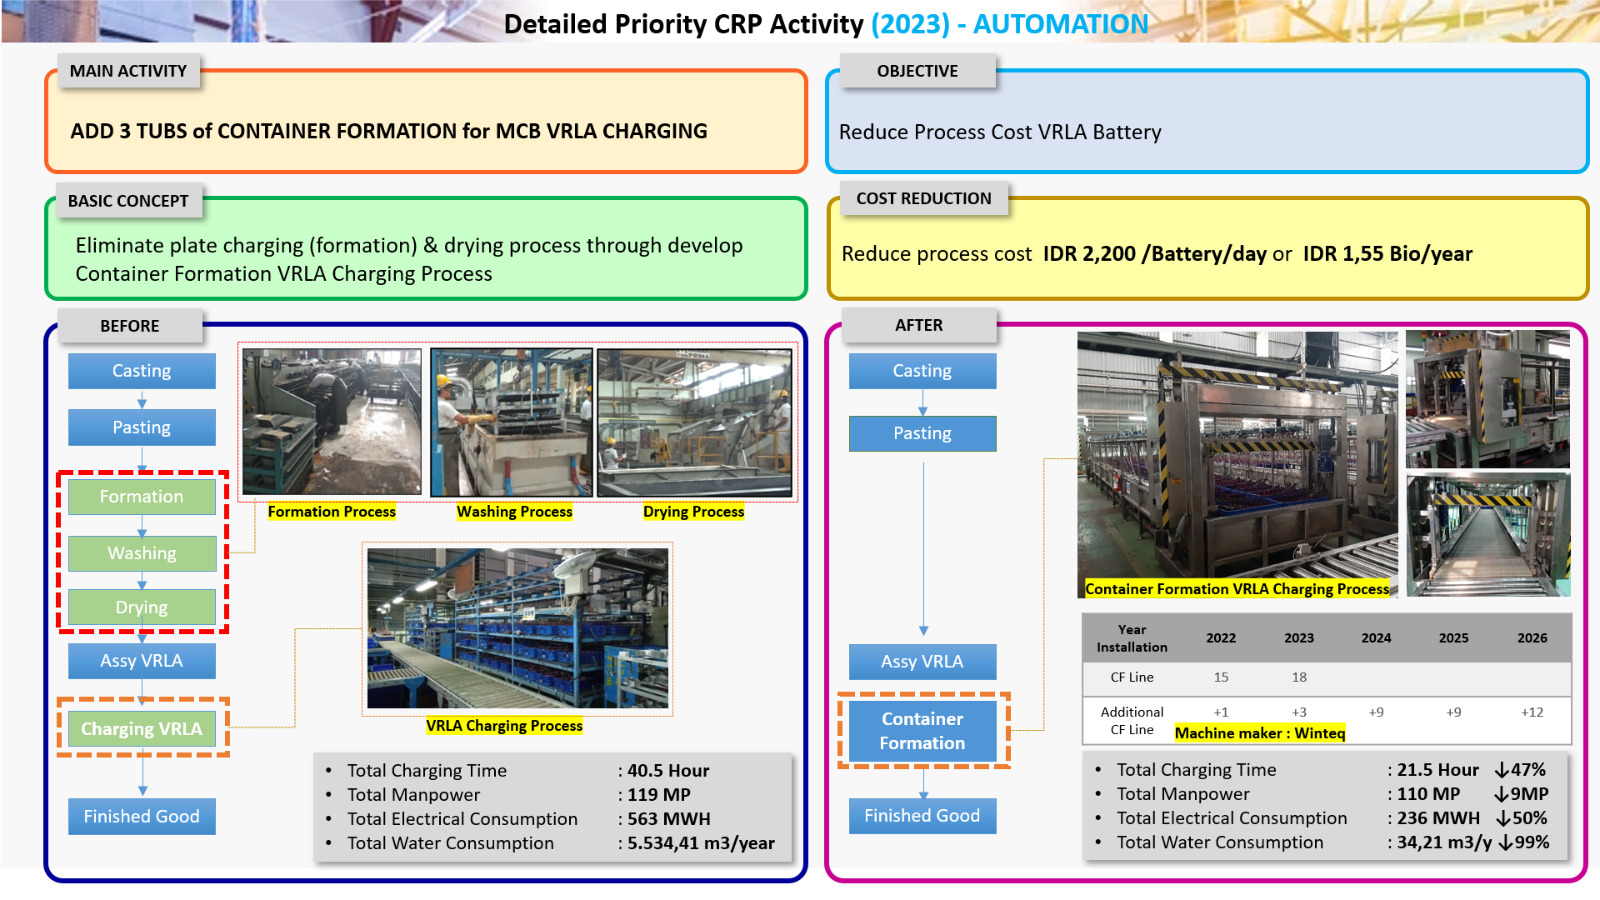 Detailed Priority CRP Activity (2023) - AUTOMATION
MAIN ACTIVITY
ADD 3 TUBS of CONTAINER FORMATION for MCB VRLA CHARGING
OBJECTIVE
Reduce Process Cost VRLA Battery
BASIC CONCEPT
Eliminate plate charging (formation) & drying process through develop
Container Formation VRLA Charging Process
COST REDUCTION
Reduce process cost IDR 2,200 /Battery/day or IDR 1,55 Bio/year
BEFORE
Casting
Pasting
Formation
Washing
Drying
Assy VRLA
Charging VRLA
Finished Good
Formation Process
Washing Process
Drying Process
VRLA Charging Process
• Total Charging Time : 40.5 Hour
• Total Manpower : 119 MP
• Total Electrical Consumption : 563 MWH
• Total Water Consumption : 5.534,41 m3/year
AFTER
Casting
Pasting
Assy VRLA
Container
Formation
Finished Good
Container Formation VRLA Charging Process
Year
Installation 2022 2023 2024 2025 2026
CF Line 15 18
Additional
CF Line +1 +3 +9 +9 +12
Machine maker : Winteq
• Total Charging Time : 21.5 Hour ↓47%
• Total Manpower : 110 MP ↓9MP
• Total Electrical Consumption : 236 MWH ↓50%
• Total Water Consumption : 34,21 m3/y ↓99%